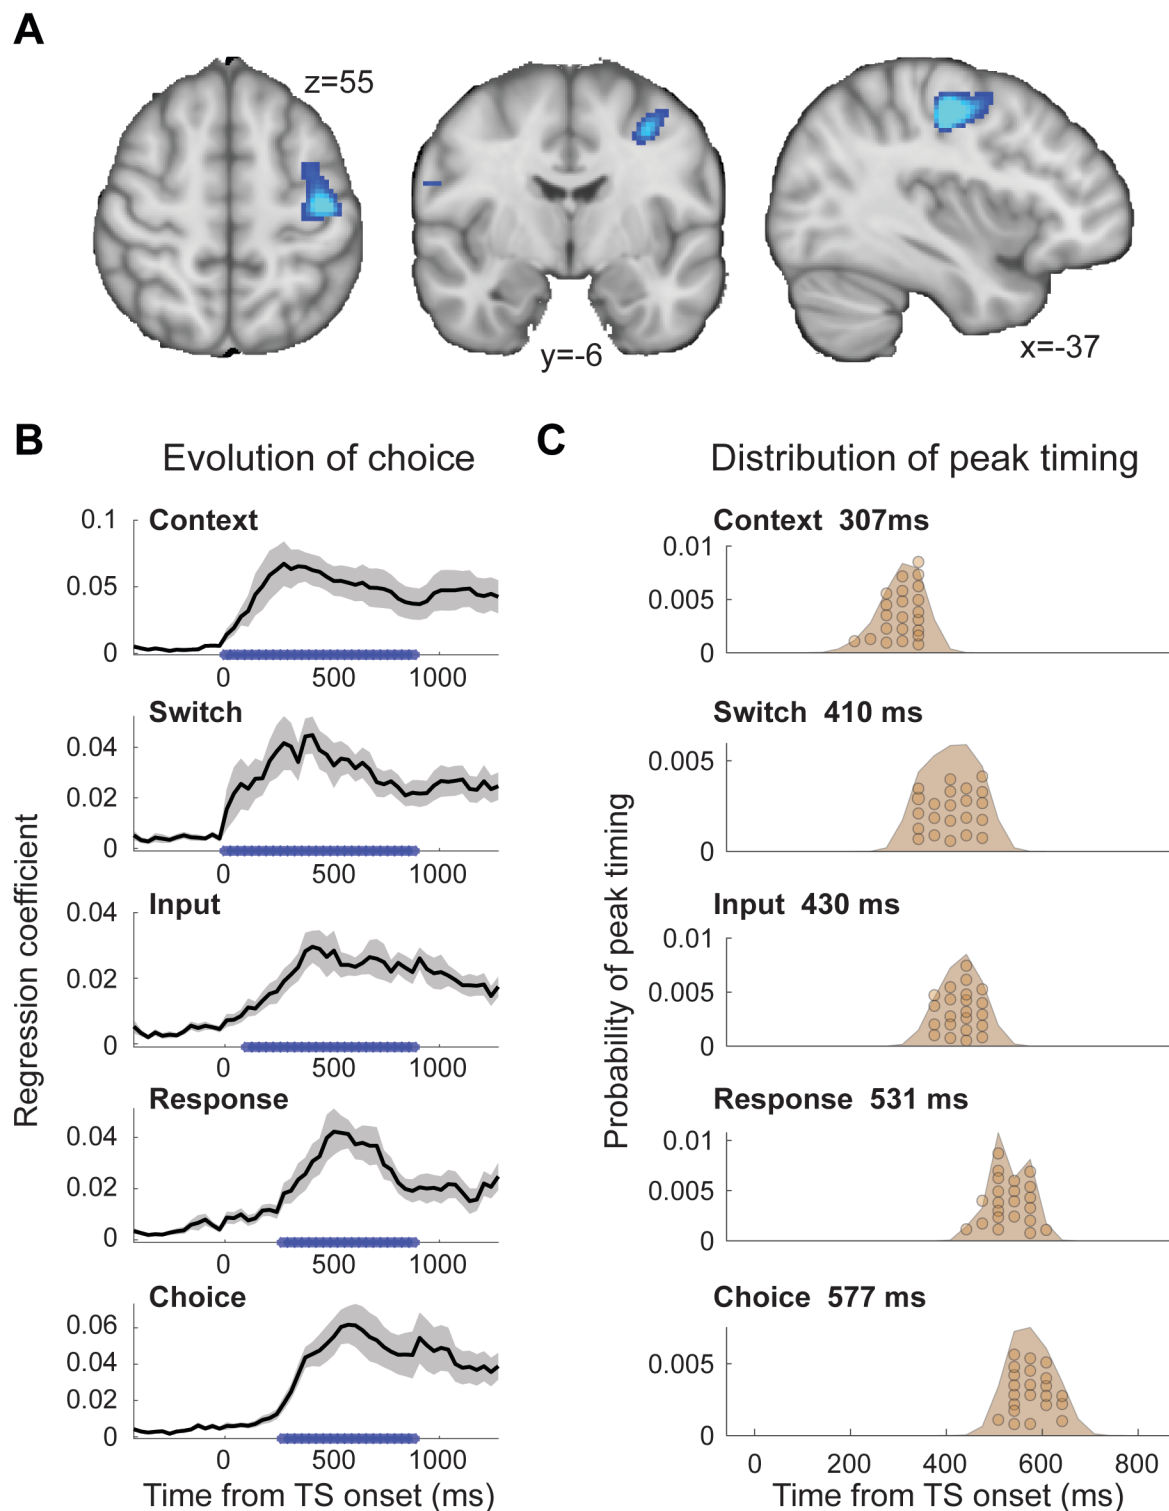 A
z=55
y=-6
x=-37
B
Evolution of choice
C
Distribution of peak timing
Regression coefficient
Context
0.1
0.05
0
0 500 1000
Switch
0.04
0.02
0
0 500 1000
Input
0.04
0.02
0
0 500 1000
Response
0.04
0.02
0
0 500 1000
Choice
0.06
0.04
0.02
0
0 500 1000
Time from TS onset (ms)
Probability of peak timing
Context 307ms
0.01
0.005
0
Switch 410 ms
0.005
0
Input 430 ms
0.01
0.005
0
Response 531 ms
0.01
0.005
0
Choice 577 ms
0.005
0
0 200 400 600 800
Time from TS onset (ms)